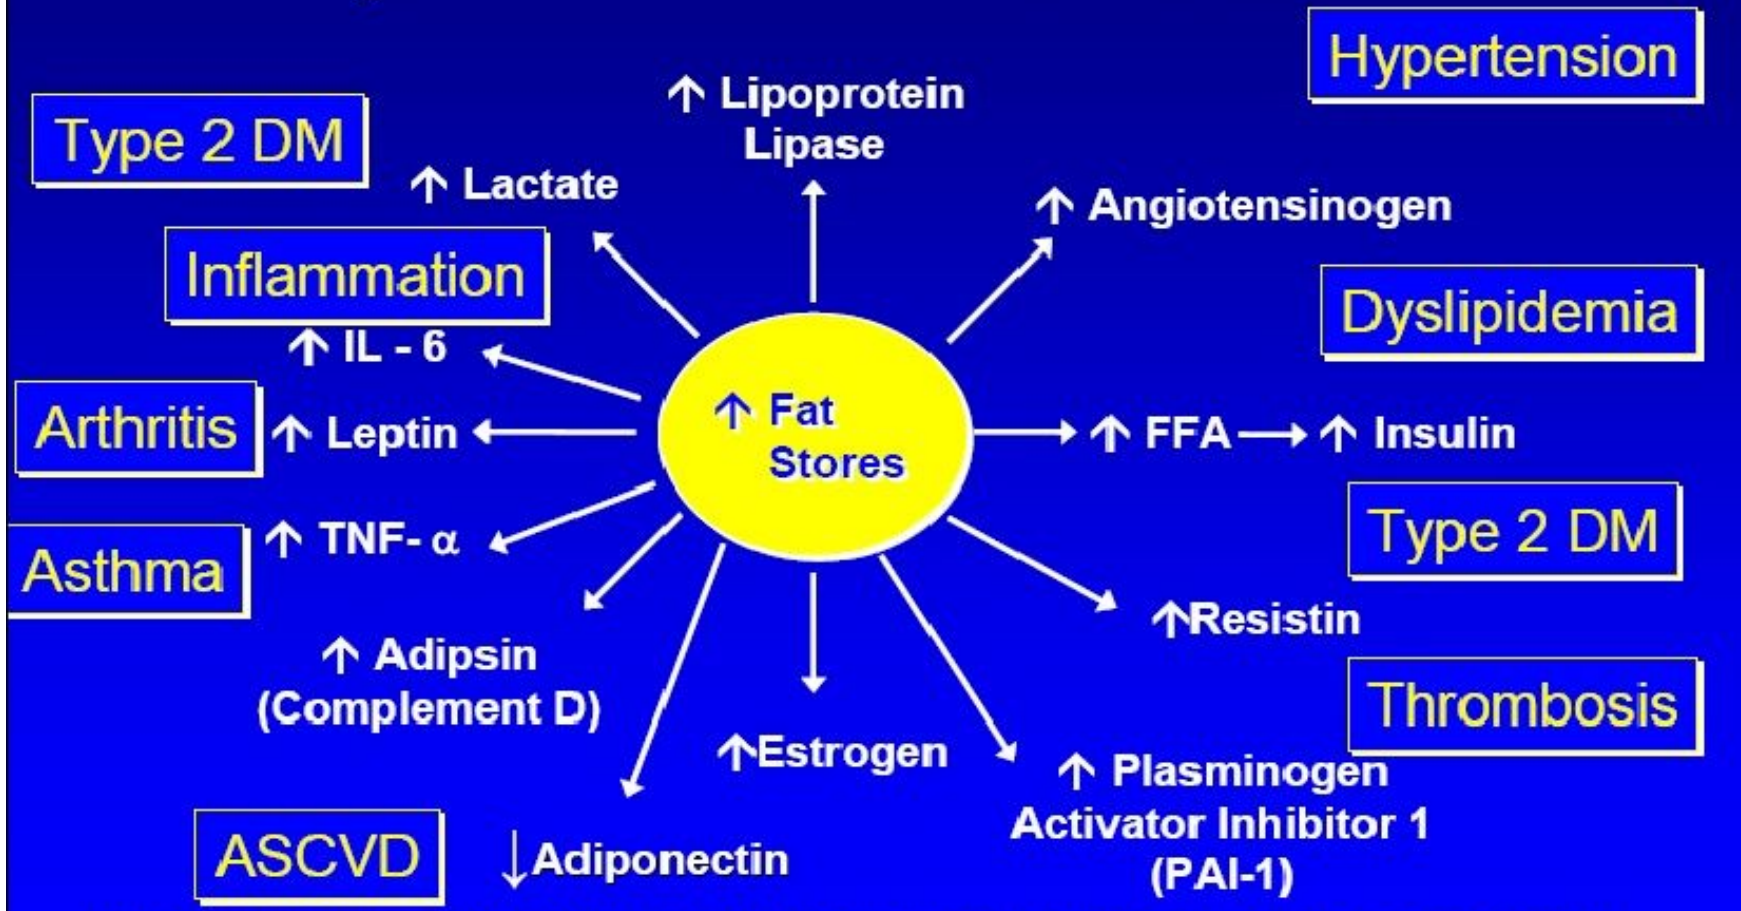 Hypertension
↑ Lipoprotein
Lipase
Type 2 DM
↑ Lactate
↑ Angiotensinogen
Inflammation
Dyslipidemia
↑ IL - 6
Arthritis
↑ Leptin
↑ Fat
Stores
↑ FFA → ↑ Insulin
Type 2 DM
↑ TNF- α
Asthma
↑Resistin
↑ Adipsin
(Complement D)
Thrombosis
↑Estrogen
↑ Plasminogen
Activator Inhibitor 1
(PAI-1)
ASCVD
↓Adiponectin